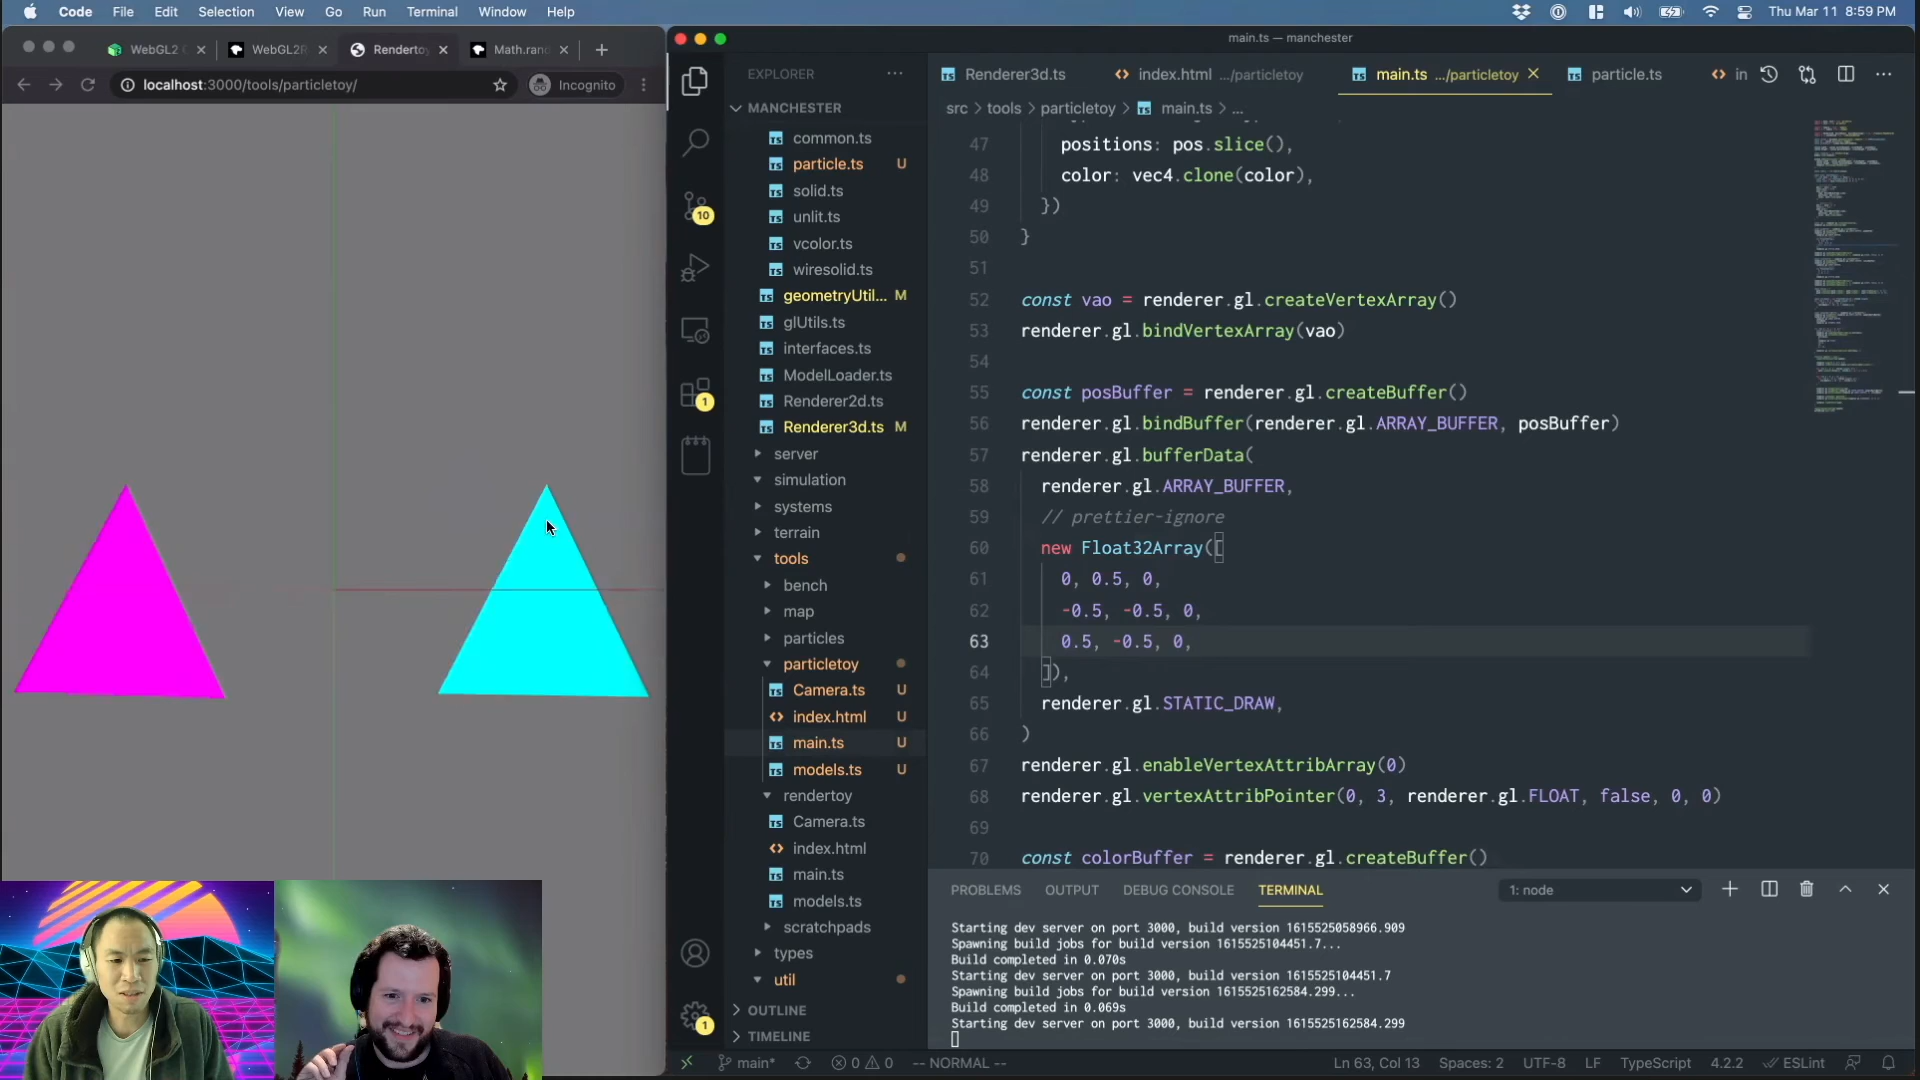 Code File Edit Selection View Go Run Terminal Window Help Thu Mar 11 8:59 PM
WebGL2 WebGL2R Renderto Math.ran
main.ts — manchester
localhost:3000/tools/particletoy/ Incognito
EXPLORER
Renderer3d.ts index.html .../particletoy main.ts .../particletoy particle.ts in
MANCHESTER
src > tools > particletoy > main.ts > ...
common.ts
particle.ts U
solid.ts
unlit.ts
vcolor.ts
wiresolid.ts
geometryUtil... M
glUtils.ts
interfaces.ts
ModelLoader.ts
Renderer2d.ts
Renderer3d.ts M
server
simulation
systems
terrain
tools
bench
map
particles
particletoy
Camera.ts U
index.html U
main.ts U
models.ts U
rendertoy
Camera.ts
index.html
main.ts
models.ts
scratchpads
types
util
OUTLINE
TIMELINE
10
1
1
47 positions: pos.slice(),
48 color: vec4.clone(color),
49 })
50 }
51
52 const vao = renderer.gl.createVertexArray()
53 renderer.gl.bindVertexArray(vao)
54
55 const posBuffer = renderer.gl.createBuffer()
56 renderer.gl.bindBuffer(renderer.gl.ARRAY_BUFFER, posBuffer)
57 renderer.gl.bufferData(
58 renderer.gl.ARRAY_BUFFER,
59 // prettier-ignore
60 new Float32Array([
61 0, 0.5, 0,
62 -0.5, -0.5, 0,
63 0.5, -0.5, 0,
64 ]),
65 renderer.gl.STATIC_DRAW,
66 )
67 renderer.gl.enableVertexAttribArray(0)
68 renderer.gl.vertexAttribPointer(0, 3, renderer.gl.FLOAT, false, 0, 0)
69
70 const colorBuffer = renderer.gl.createBuffer()
PROBLEMS OUTPUT DEBUG CONSOLE TERMINAL 1: node
Starting dev server on port 3000, build version 1615525058966.909
Spawning build jobs for build version 1615525104451.7...
Build completed in 0.070s
Starting dev server on port 3000, build version 1615525104451.7
Spawning build jobs for build version 1615525162584.299...
Build completed in 0.069s
Starting dev server on port 3000, build version 1615525162584.299
main* 0 0 -- NORMAL -- Ln 63, Col 13 Spaces: 2 UTF-8 LF TypeScript 4.2.2 ESLint